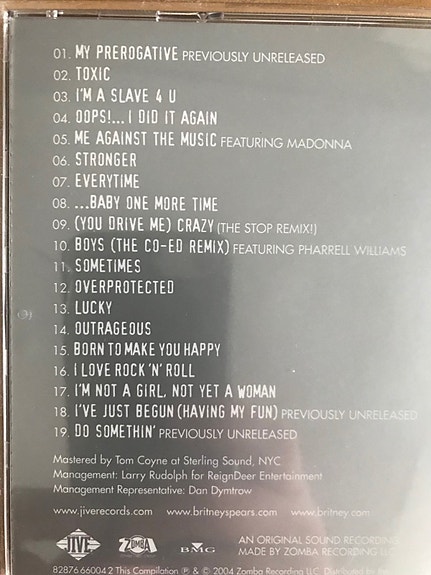 01. MY PREROGATIVE PREVIOUSLY UNRELEASED
02. TOXIC
03. I'M A SLAVE 4 U
04. OOPS!... I DID IT AGAIN
05. ME AGAINST THE MUSIC FEATURING MADONNA
06. STRONGER
07. EVERYTIME
08. ...BABY ONE MORE TIME
09. (YOU DRIVE ME) CRAZY (THE STOP REMIX!)
10. BOYS (THE CO-ED REMIX) FEATURING PHARRELL WILLIAMS
11. SOMETIMES
12. OVERPROTECTED
13. LUCKY
14. OUTRAGEOUS
15. BORN TO MAKE YOU HAPPY
16. I LOVE ROCK 'N' ROLL
17. I'M NOT A GIRL, NOT YET A WOMAN
18. I'VE JUST BEGUN (HAVING MY FUN) PREVIOUSLY UNRELEASED
19. DO SOMETHIN' PREVIOUSLY UNRELEASED
Mastered by Tom Coyne at Sterling Sound, NYC
Management: Larry Rudolph for ReignDeer Entertainment
Management Representative: Dan Dymtrow
www.jiverecords.com www.britneyspears.com www.britney.com
JIVE ZOMBA BMG
AN ORIGINAL SOUND RECORDING
MADE BY ZOMBA RECORDING LLC
82876 66004 2 This Compilation ℗ & © 2004 Zomba Recording LLC. Distributed by the